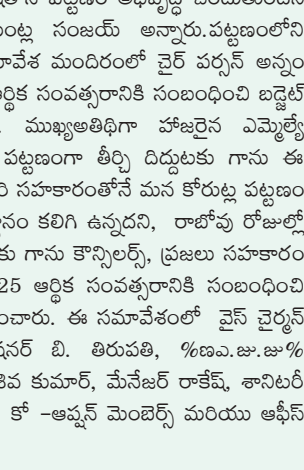 పట్టణం అభివృద్ధి
ుంట్ల సంజయ్ అన్నారు.పట్టణంలోని
ావేశ మందిరంలో చైర్ పర్సన్ అన్నం
ఆర్థిక సంవత్సరానికి సంబంధించి బడ్జెట్
. ముఖ్యఅతిథిగా హాజరైన ఎమ్మెల్యే
పట్టణంగా తీర్చి దిద్దుటకు గాను ఈ
రి సహకారంతోనే మన కోరుట్ల పట్టణం
ానం కలిగి ఉన్నదని, రాబోవు రోజుల్లో
కు గాను కౌన్సిలర్స్, ప్రజలు సహకారం
25 ఆర్థిక సంవత్సరానికి సంబంధించి
ంచారు. ఈ సమావేశంలో వైస్ చైర్మన్
షనర్ బి. తిరుపతి, %ణఎ.జు.జు%
శివ కుమార్, మేనేజర్ రాకేష్, శానిటరీ
కో -ఆప్షన్ మెంబెర్స్ మరియు ఆఫీస్